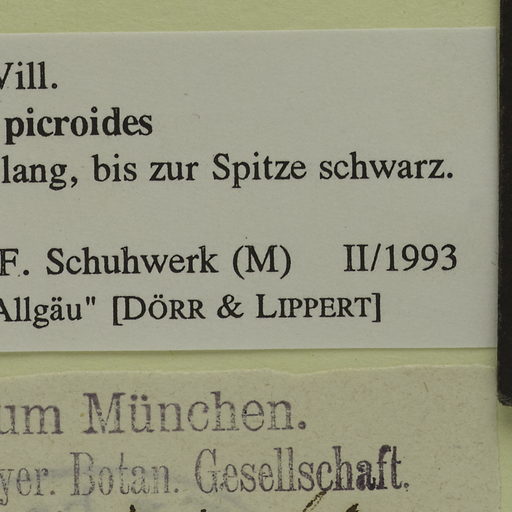 Vill.
picroides
lang, bis zur Spitze schwarz.
F. Schuhwerk (M) II/1993
Allgäu" [DÖRR & LIPPERT]
um München.
yer. Botan. Gesellschaft.